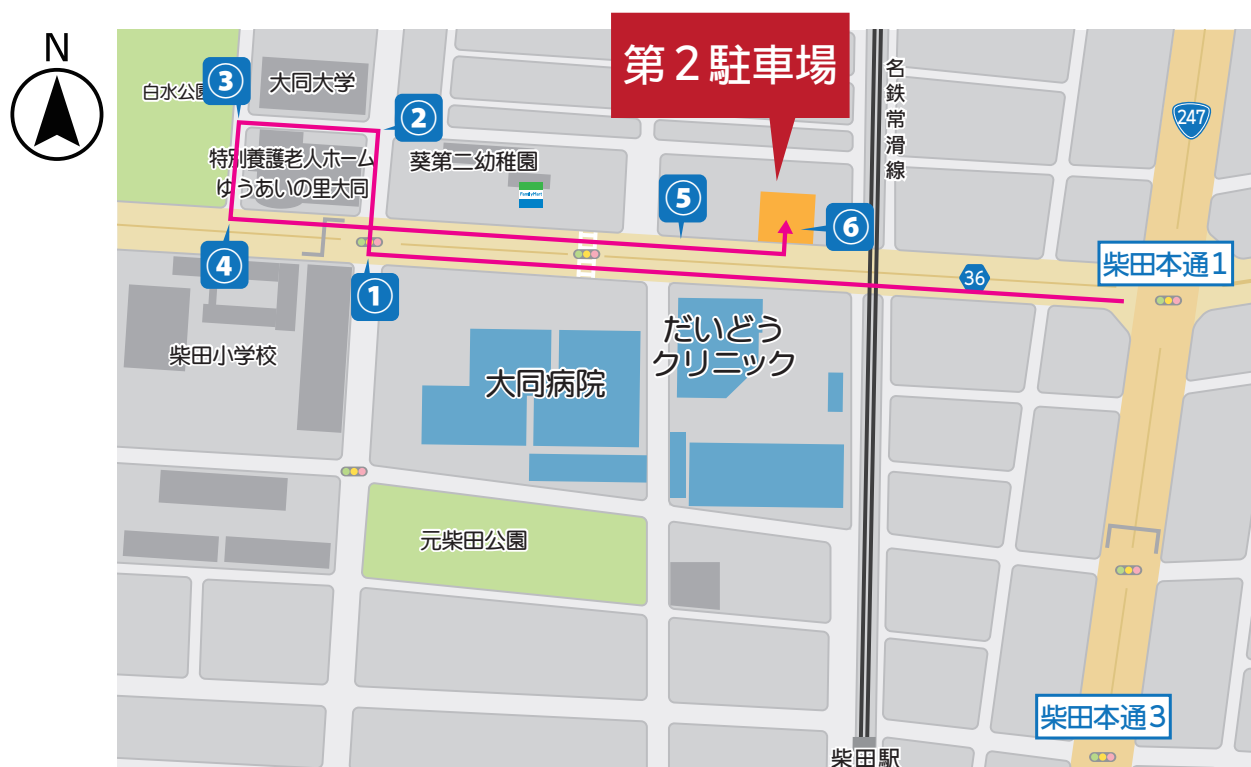 N
第2駐車場
③
大同大学
白水公園
②
名鉄常滑線
247
特別養護老人ホーム
ゆうあいの里大同
葵第二幼稚園
FamilyMart
⑤
⑥
④
①
36
柴田本通1
柴田小学校
大同病院
だいどう
クリニック
元柴田公園
柴田本通3
柴田駅